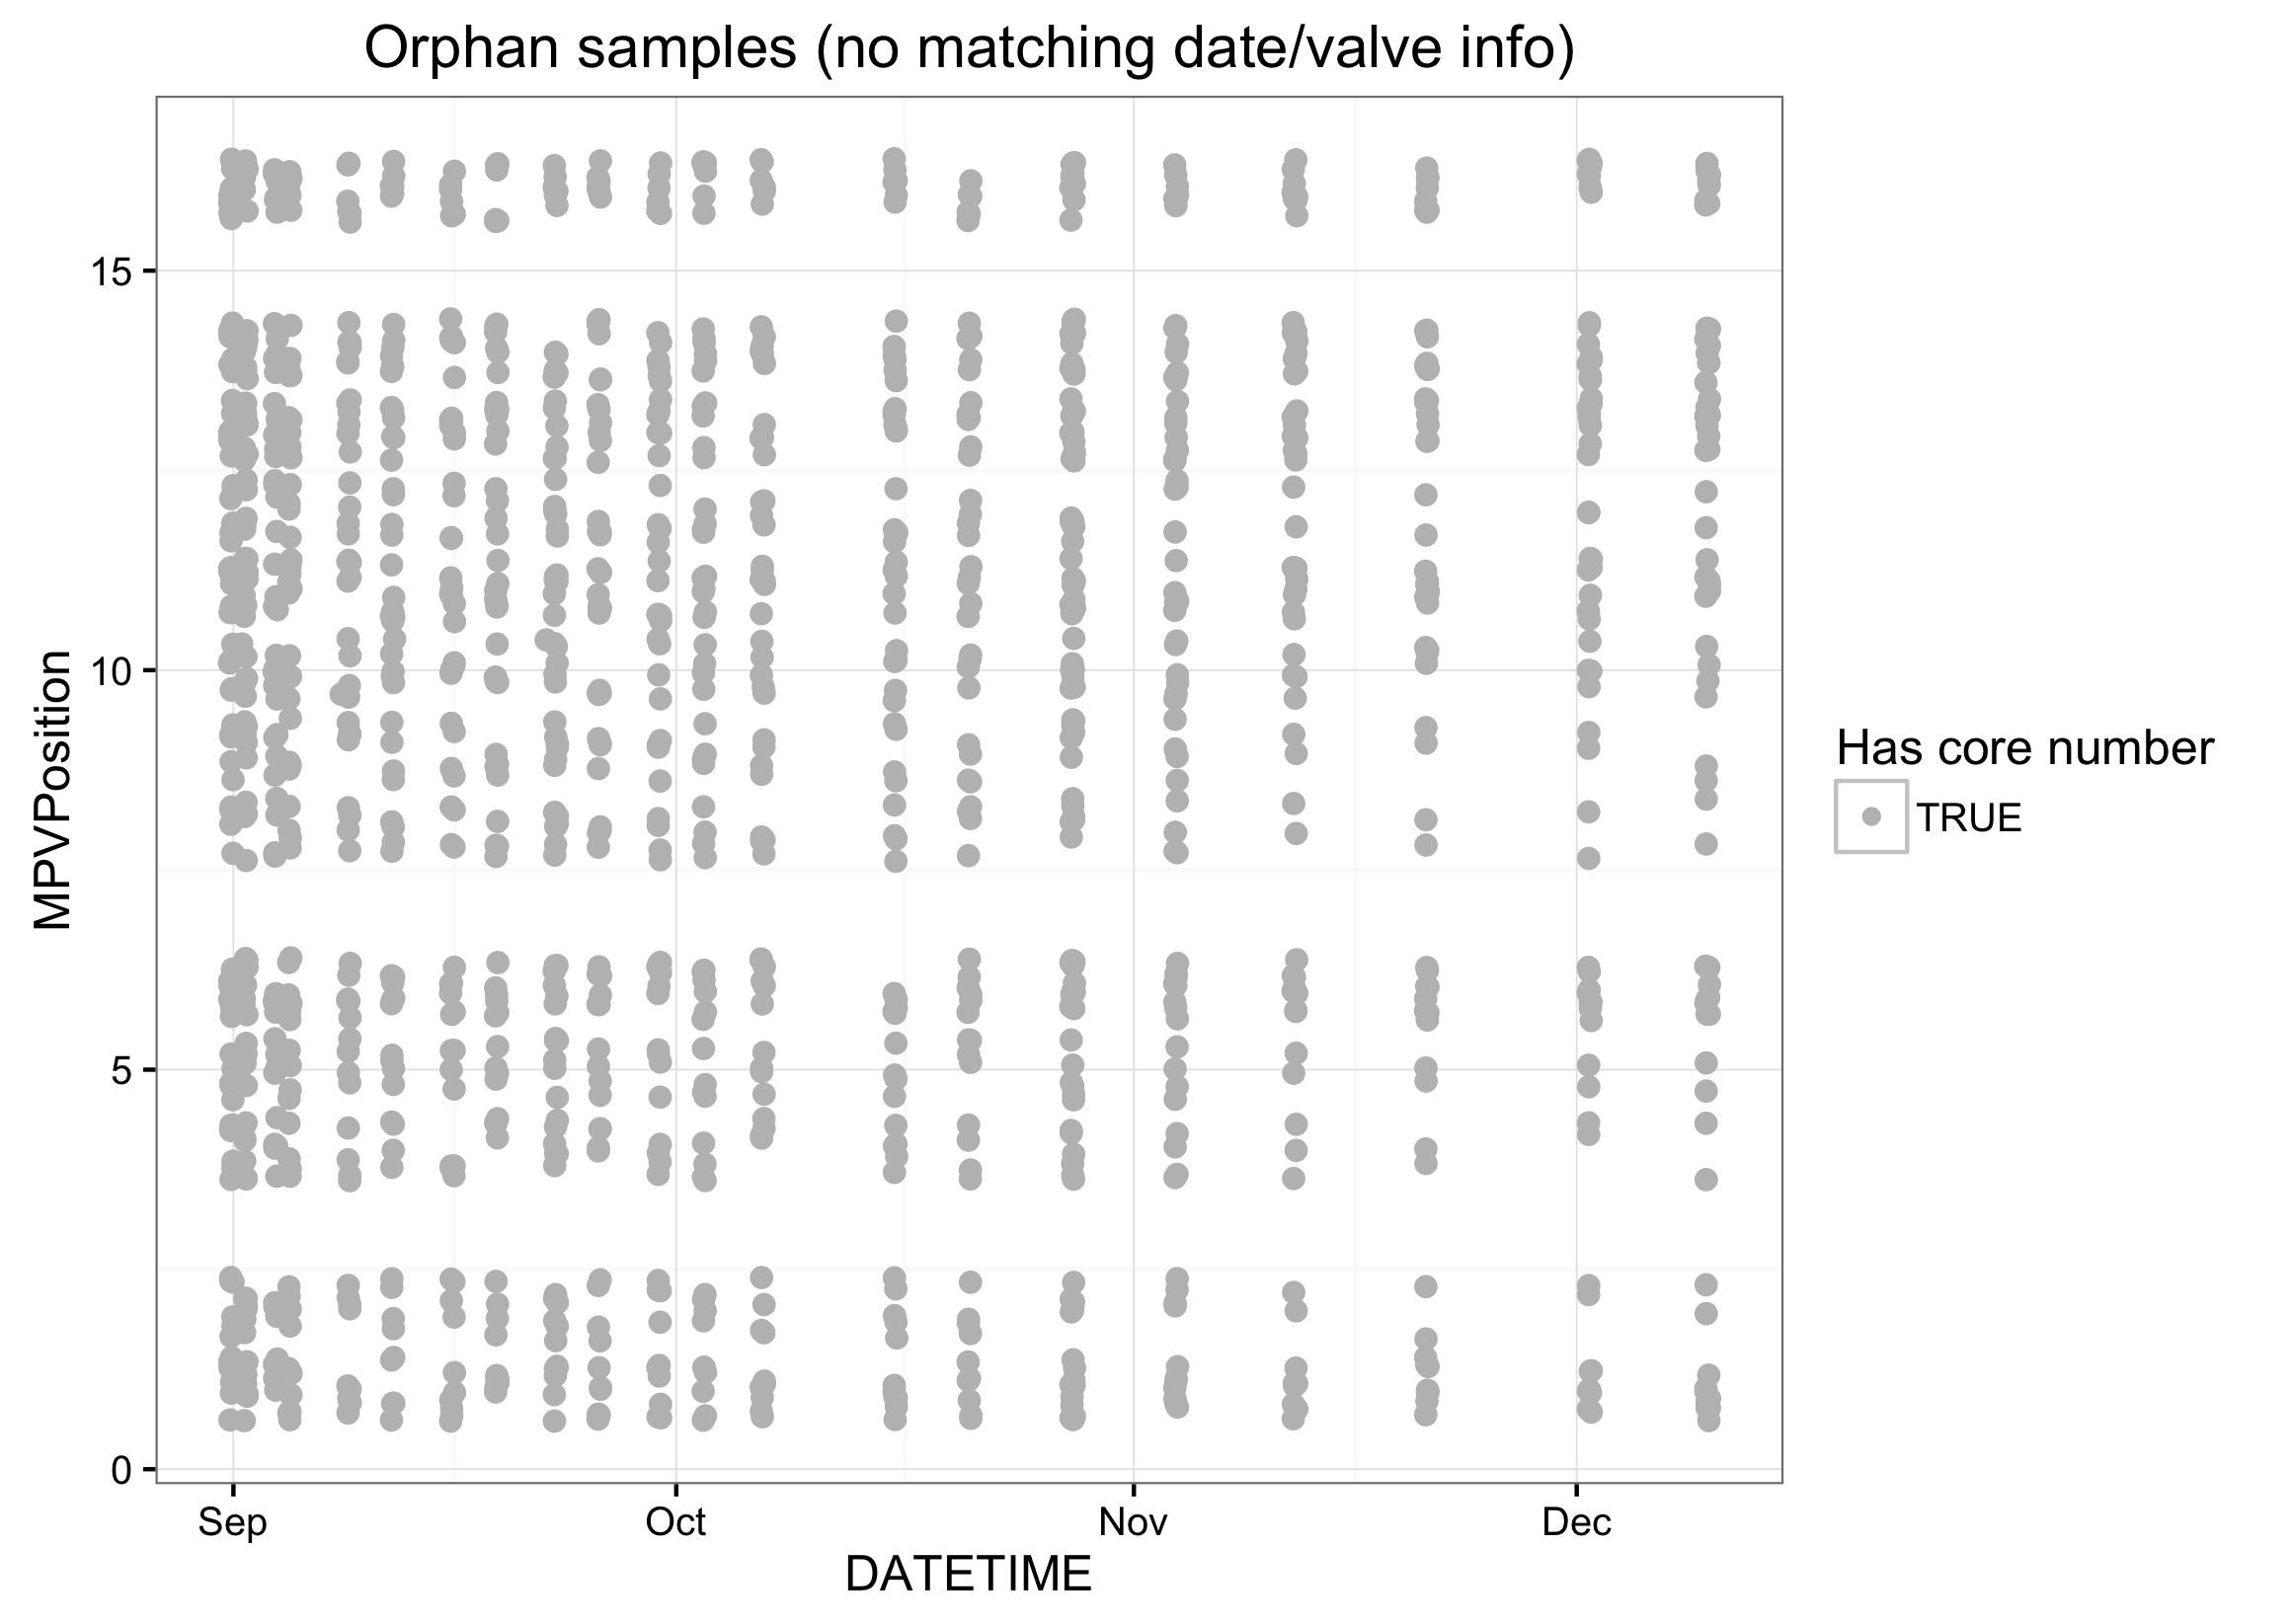 Orphan samples (no matching date/valve info)
15
10
5
0
MPVPosition
Sep
Oct
Nov
Dec
DATETIME
Has core number
TRUE